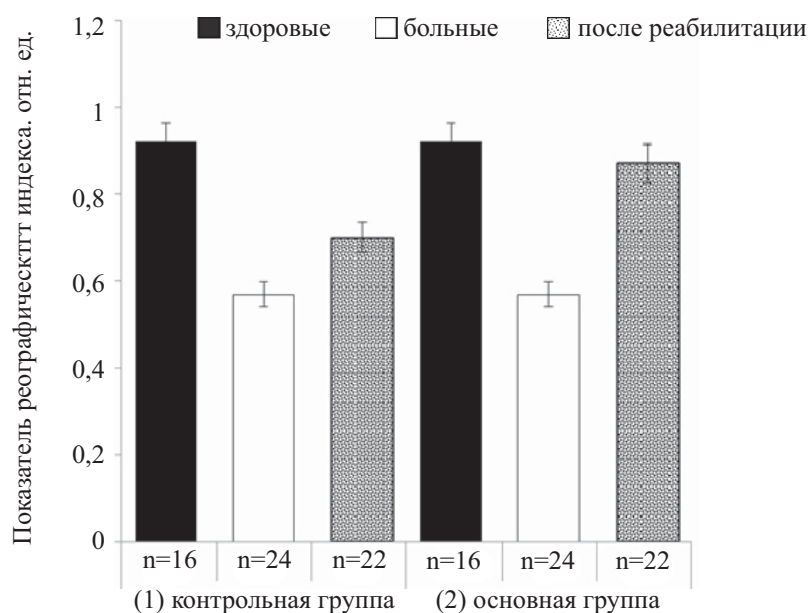 1,2
здоровые больные после реабилитации
1
0,8
0,6
0,4
0,2
0
Показатель реографическтгт индекса. отн. ед.
n=16 n=24 n=22 n=16 n=24 n=22
(1) контрольная группа (2) основная группа